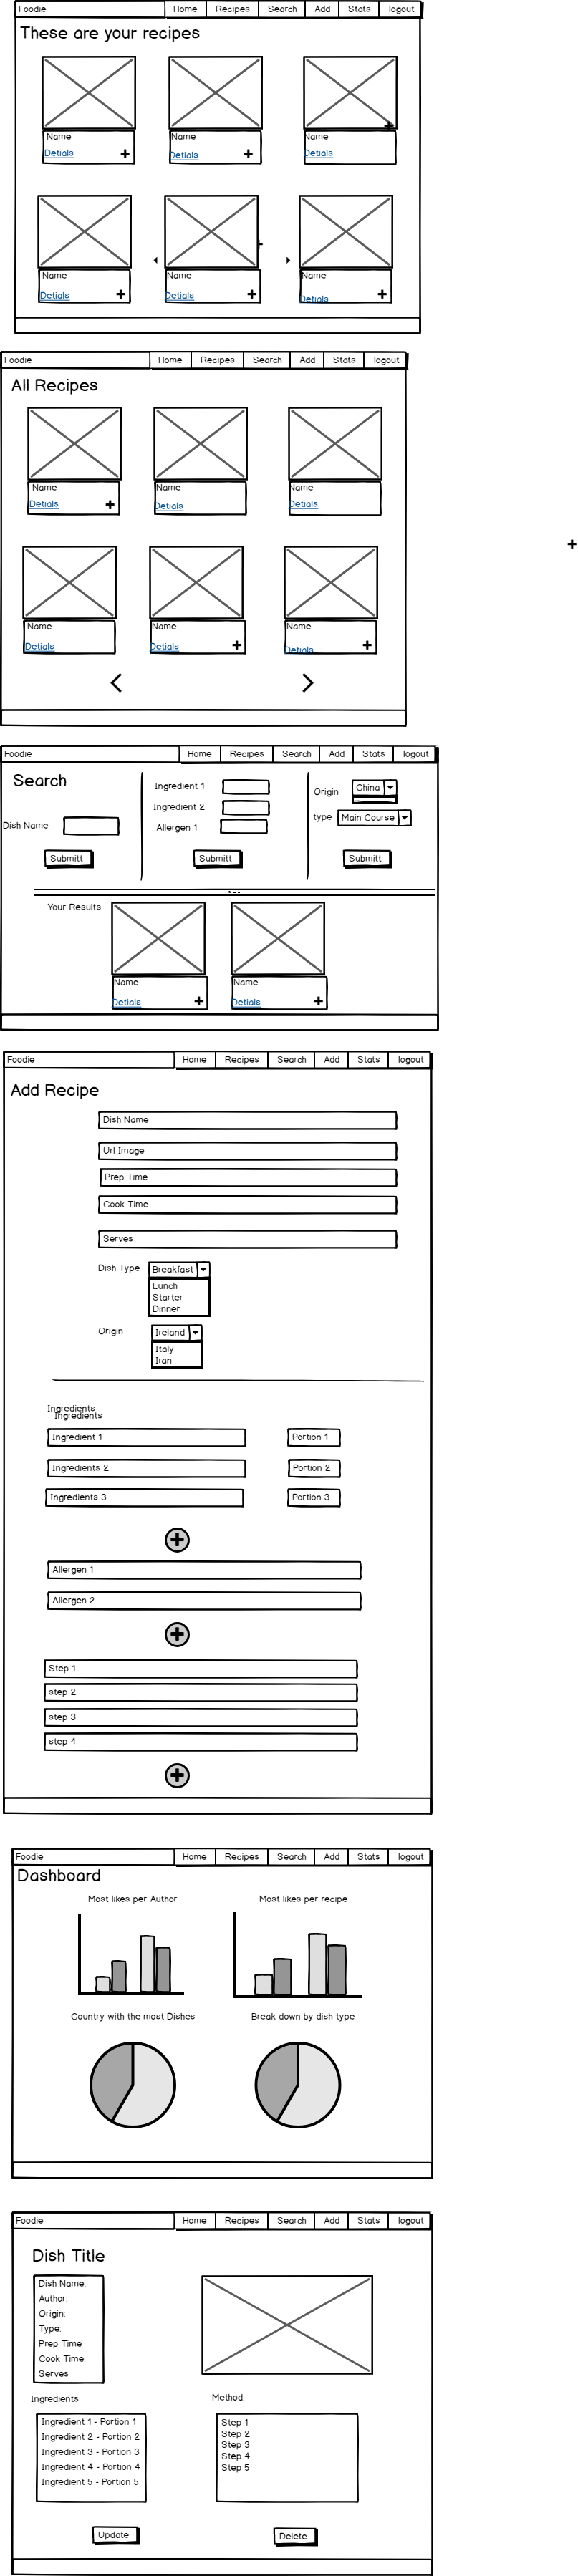 Foodie Home Recipes Search Add Stats logout
These are your recipes
Name Name Name
Detials Detials Detials
Name Name Name
Detials Detials Detials
Foodie Home Recipes Search Add Stats logout
All Recipes
Name Name Name
Detials Detials Detials
Name Name Name
Detials Detials Detials
Foodie Home Recipes Search Add Stats logout
Search
Dish Name
Submitt
Ingredient 1
Ingredient 2
Allergen 1
Submitt
Origin China
type Main Course
Submitt
Your Results
Name Name
Detials Detials
Foodie Home Recipes Search Add Stats logout
Add Recipe
Dish Name
Url Image
Prep Time
Cook Time
Serves
Dish Type Breakfast
Lunch
Starter
Dinner
Origin Ireland
Italy
Iran
Ingredients
Ingredients
Ingredient 1 Portion 1
Ingredients 2 Portion 2
Ingredients 3 Portion 3
Allergen 1
Allergen 2
Step 1
step 2
step 3
step 4
Foodie Home Recipes Search Add Stats logout
Dashboard
Most likes per Author Most likes per recipe
Country with the most Dishes Break down by dish type
Foodie Home Recipes Search Add Stats logout
Dish Title
Dish Name:
Author:
Origin:
Type:
Prep Time
Cook Time
Serves
Ingredients
Ingredient 1 - Portion 1
Ingredient 2 - Portion 2
Ingredient 3 - Portion 3
Ingredient 4 - Portion 4
Ingredient 5 - Portion 5
Method:
Step 1
Step 2
Step 3
Step 4
Step 5
Update Delete